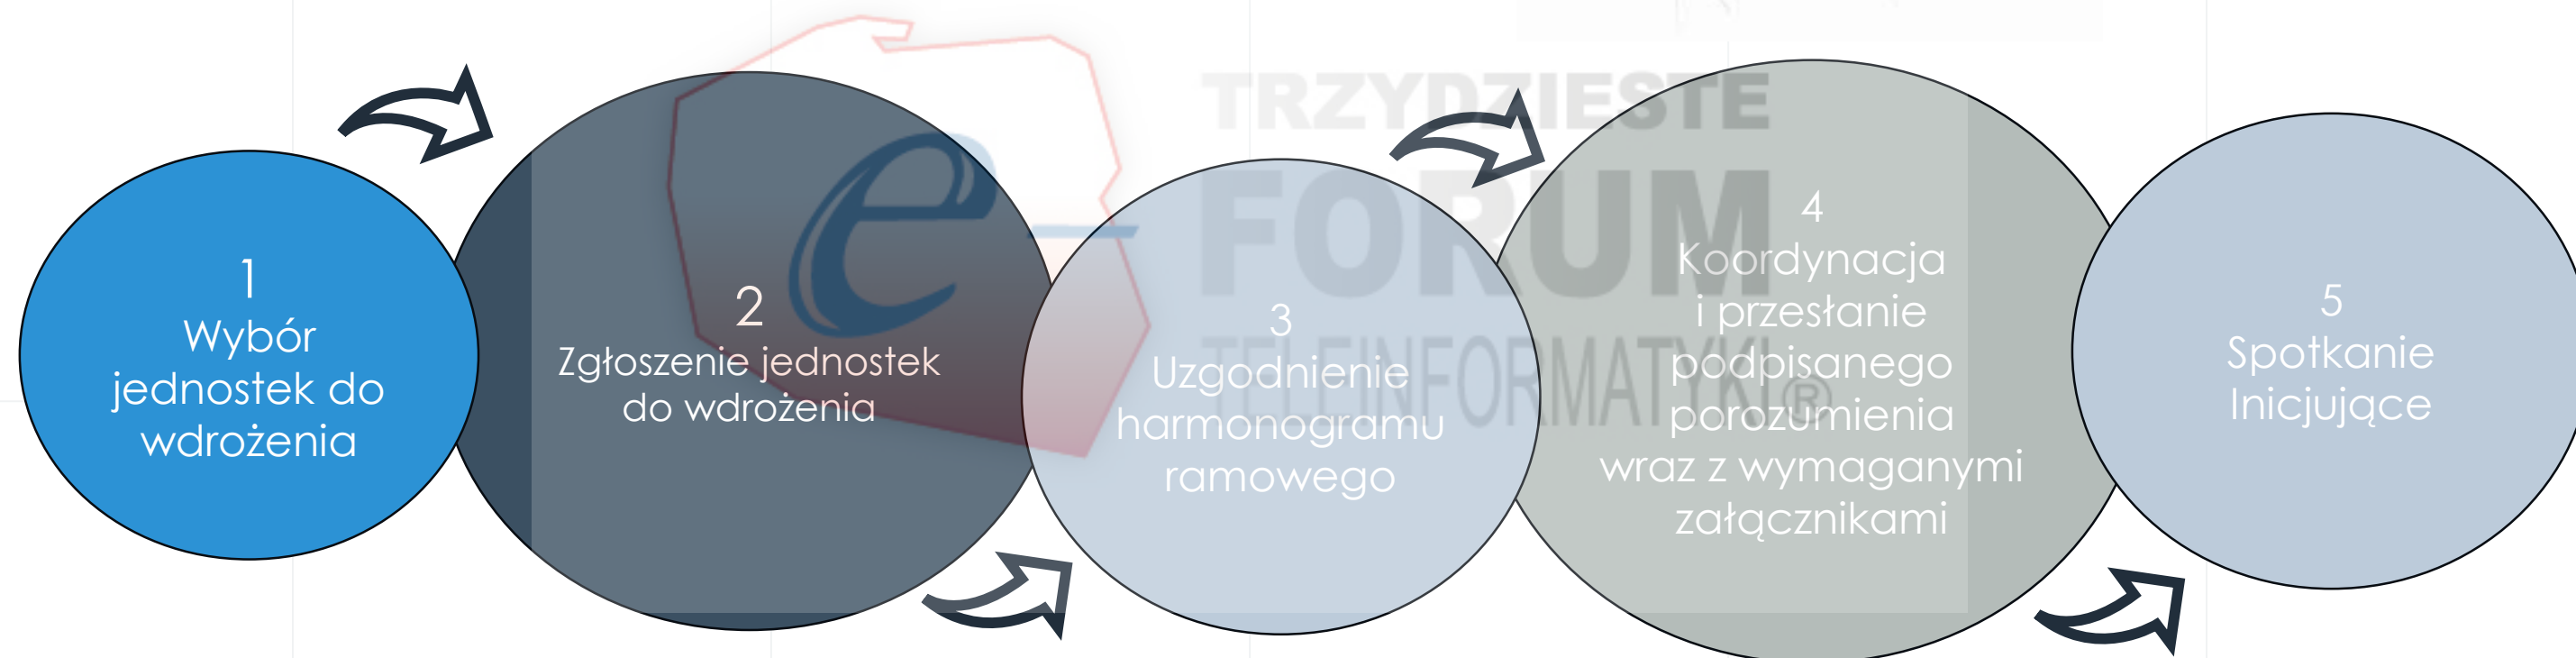 1
Wybór
jednostek do
wdrożenia
2
Zgłoszenie jednostek
do wdrożenia
3
Uzgodnienie
harmonogramu
ramowego
4
Koordynacja
i przesłanie
podpisanego
porozumienia
wraz z wymaganymi
załącznikami
5
Spotkanie
Inicjujące
e-
TRZYDZIESTE
FORUM
TELEINFORMATYKI®